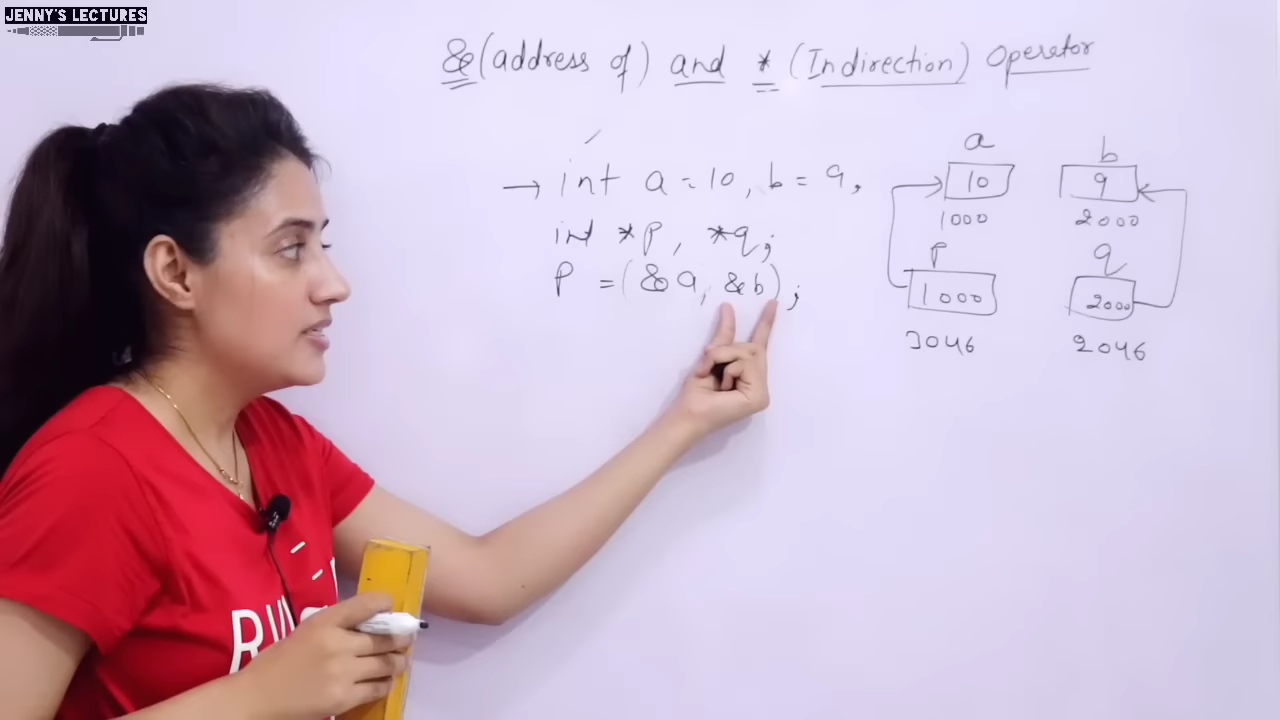 JENNY'S LECTURES
&(address of) and * (Indirection) Operator
→ int a = 10, b = 9,
int *p, *q;
P = (&a, &b);
a
10
1000
b
9
2000
P
1000
3046
q
2000
2046
RU